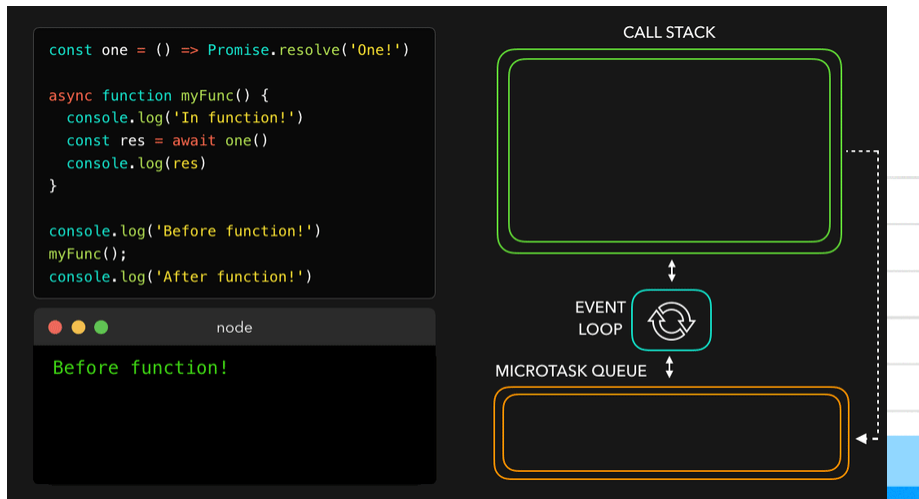 const one = () => Promise.resolve('One!')
async function myFunc() {
  console.log('In function!')
  const res = await one()
  console.log(res)
}
console.log('Before function!')
myFunc();
console.log('After function!')
node
Before function!
CALL STACK
EVENT
LOOP
MICROTASK QUEUE